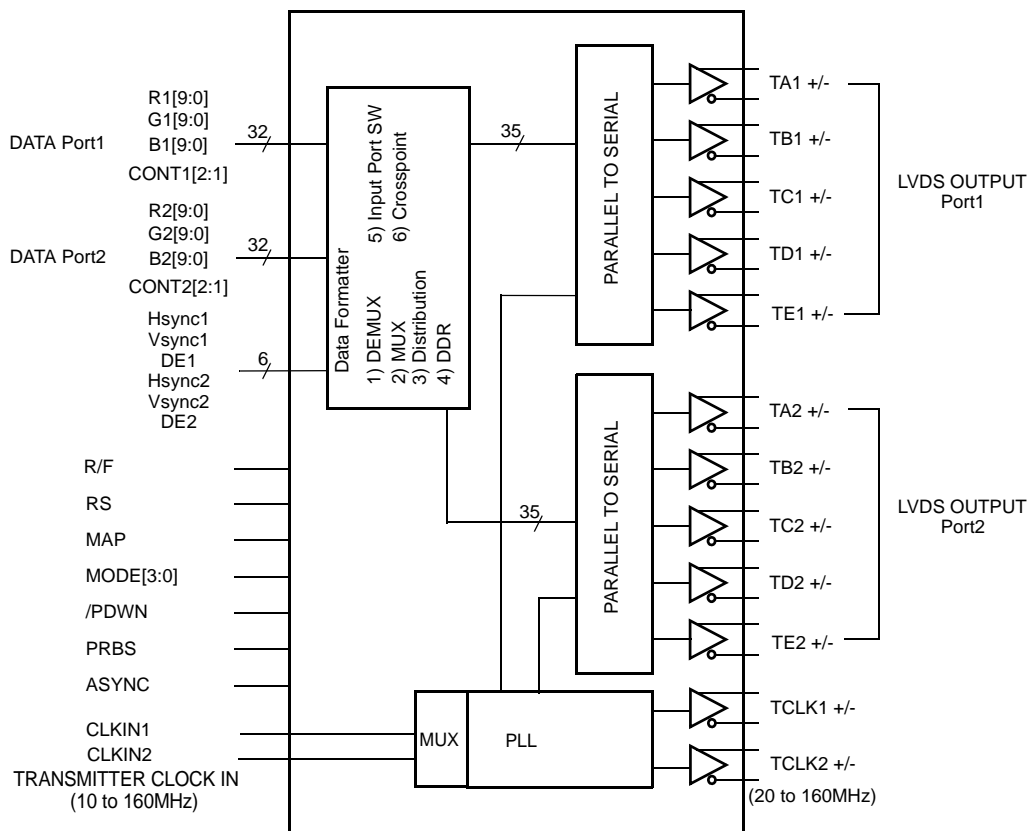 DATA Port1
R1[9:0]
G1[9:0]
B1[9:0]
CONT1[2:1]
32
DATA Port2
R2[9:0]
G2[9:0]
B2[9:0]
CONT2[2:1]
32
Hsync1
Vsync1
DE1
Hsync2
Vsync2
DE2
6
R/F
RS
MAP
MODE[3:0]
/PDWN
PRBS
ASYNC
CLKIN1
CLKIN2
TRANSMITTER CLOCK IN
(10 to 160MHz)
Data Formatter
1) DEMUX
2) MUX
3) Distribution
4) DDR
5) Input Port SW
6) Crosspoint
35
35
PARALLEL TO SERIAL
PARALLEL TO SERIAL
MUX
PLL
TA1 +/-
TB1 +/-
TC1 +/-
TD1 +/-
TE1 +/-
LVDS OUTPUT
Port1
TA2 +/-
TB2 +/-
TC2 +/-
TD2 +/-
TE2 +/-
LVDS OUTPUT
Port2
TCLK1 +/-
TCLK2 +/-
(20 to 160MHz)